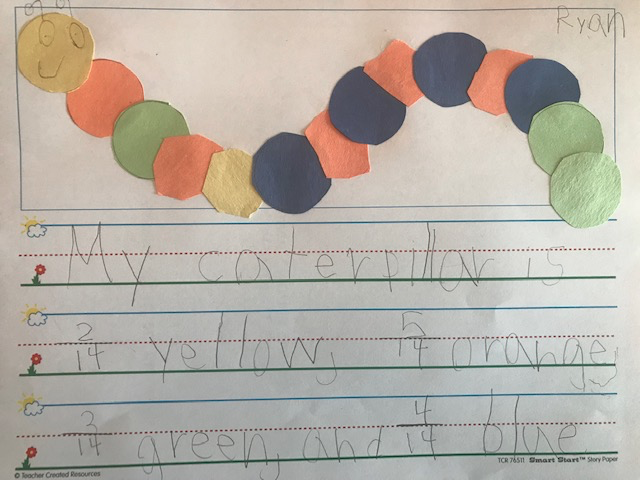 Ryan
My caterpillar is
2/14 yellow, 5/14 orange,
3/14 green, and 4/14 blue
© Teacher Created Resources
TCR 76511 Smart Start™ Story Paper